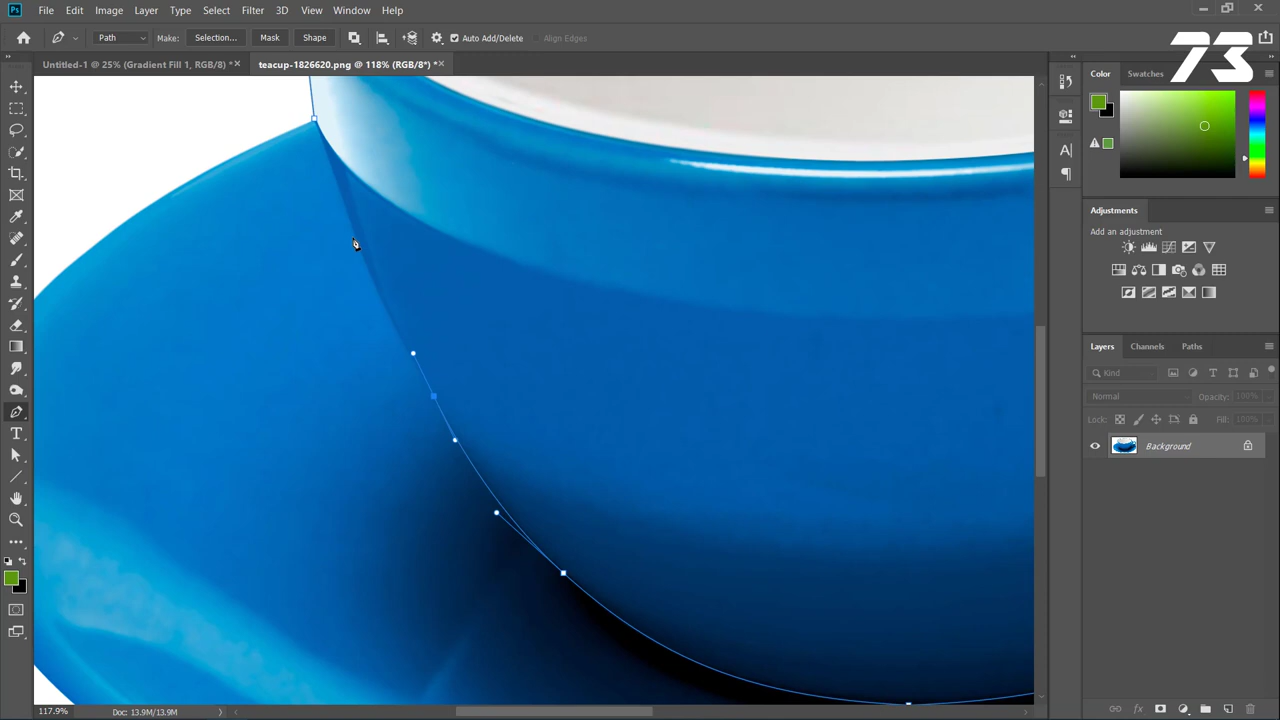 Ps File Edit Image Layer Type Select Filter 3D View Window Help
Path Make: Selection... Mask Shape Auto Add/Delete Align Edges
73
Untitled-1 @ 25% (Gradient Fill 1, RGB/8) * teacup-1826620.png @ 118% (RGB/8*) *
Color Swatches
Adjustments
Add an adjustment
Layers Channels Paths
Kind
Normal Opacity: 100%
Lock: Fill: 100%
Background
117.9% Doc: 13.9M/13.9M